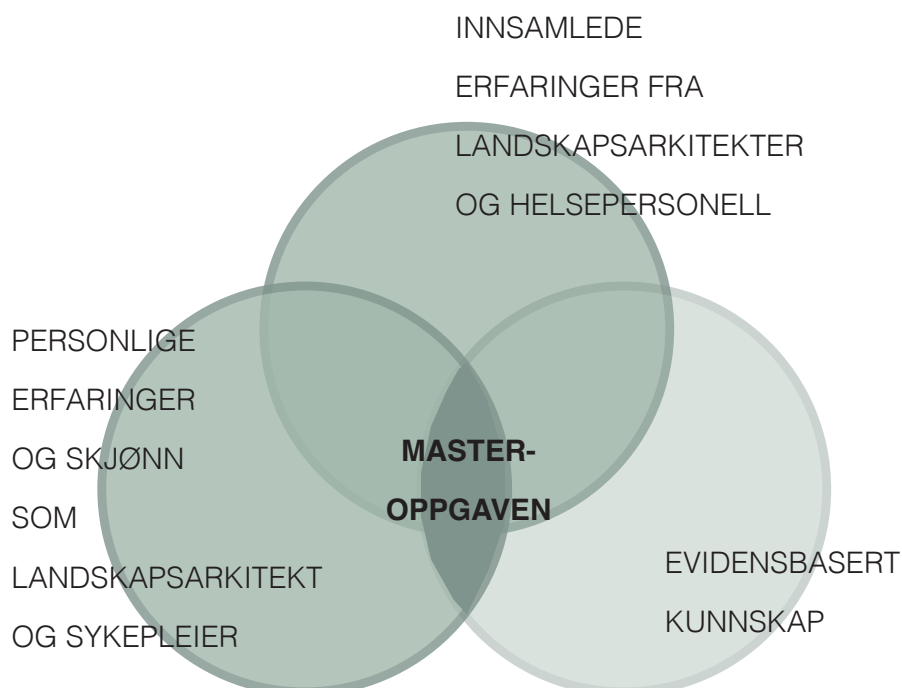 INNSAMLEDE
ERFARINGER FRA
LANDSKAPSARKITEKTER
OG HELSEPERSONELL
PERSONLIGE
ERFARINGER
OG SKJØNN
SOM
LANDSKAPSARKITEKT
OG SYKEPLEIER
MASTER-
OPPGAVEN
EVIDENSBASERT
KUNNSKAP